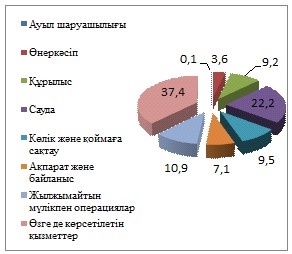 Ауыл шаруашылығы
Өнеркәсіп
Құрылыс
Сауда
Көлік және қоймаға
сақтау
Ақпарат және
байланыс
Жылжымайтын
мүлікпен операциялар
Өзге де көрсетілетін
қызметтер
0,1
3,6
9,2
22,2
9,5
7,1
10,9
37,4